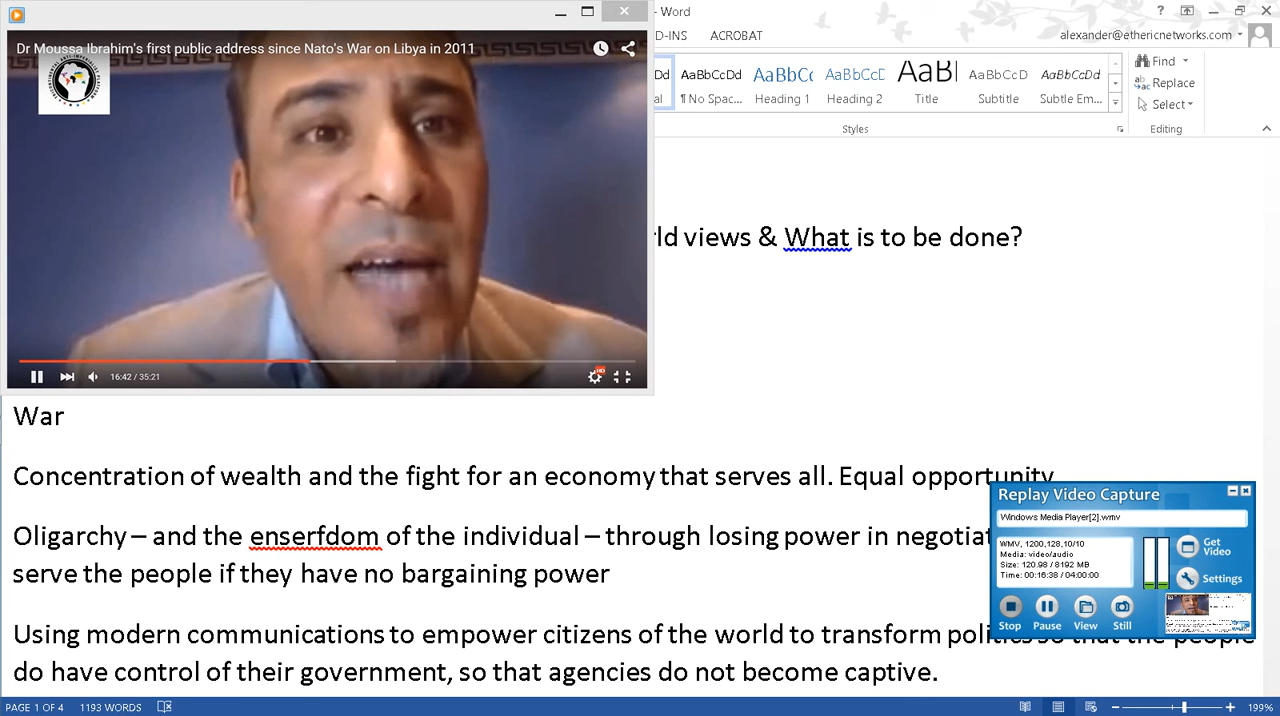 - Word
?
Dr Moussa Ibrahim's first public address since Nato's War on Libya in 2011
D-INS ACROBAT
alexander@ethericnetworks.com
Dd AaBbCcDd AaBbCc AaBbCcD AaBl AaBbCcD AaBbCcDd
al ¶ No Spac... Heading 1 Heading 2 Title Subtitle Subtle Em...
Styles
Find
Replace
Select
Editing
rld views & What is to be done?
HD
16:42 / 35:21
War
Concentration of wealth and the fight for an economy that serves all. Equal opportunity
Oligarchy – and the enserfdom of the individual – through losing power in negotiat
serve the people if they have no bargaining power
Using modern communications to empower citizens of the world to transform politics so that the people
do have control of their government, so that agencies do not become captive.
Replay Video Capture
Windows Media Player[2].wmv
WMV, 1200,128,10/10
Media: video/audio
Size: 120.98 / 8192 MB
Time: 00:16:38 / 04:00:00
Get Video
Settings
Stop Pause View Still
PAGE 1 OF 4 1193 WORDS
199%